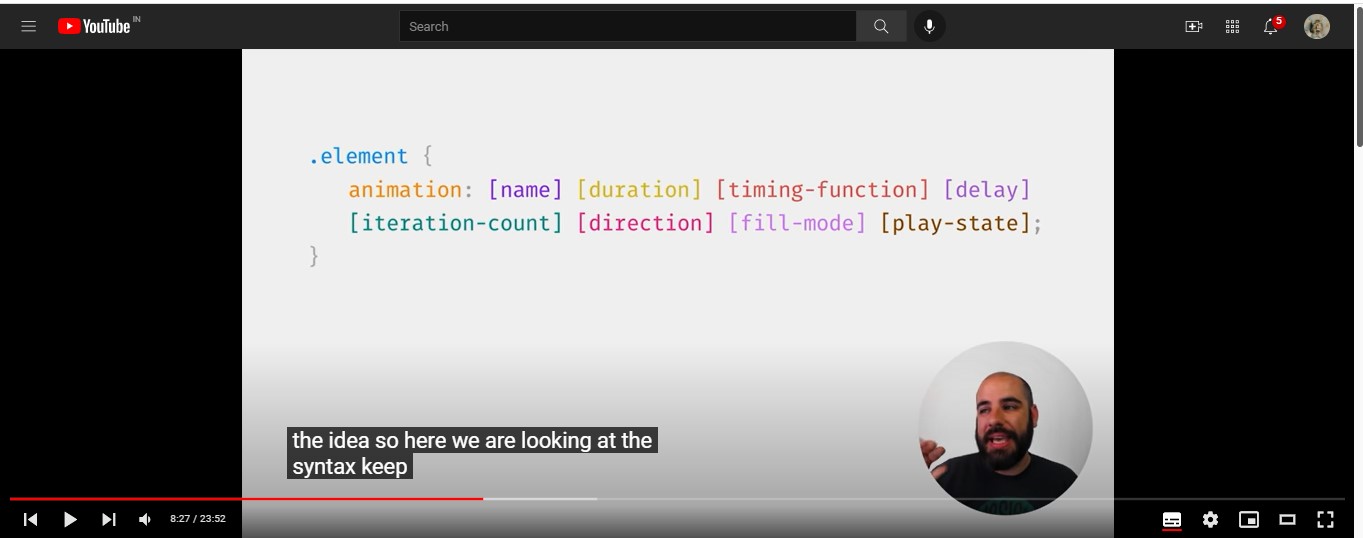 YouTube IN
Search
5
.element {
animation: [name] [duration] [timing-function] [delay]
[iteration-count] [direction] [fill-mode] [play-state];
}
the idea so here we are looking at the
syntax keep
8:27 / 23:52